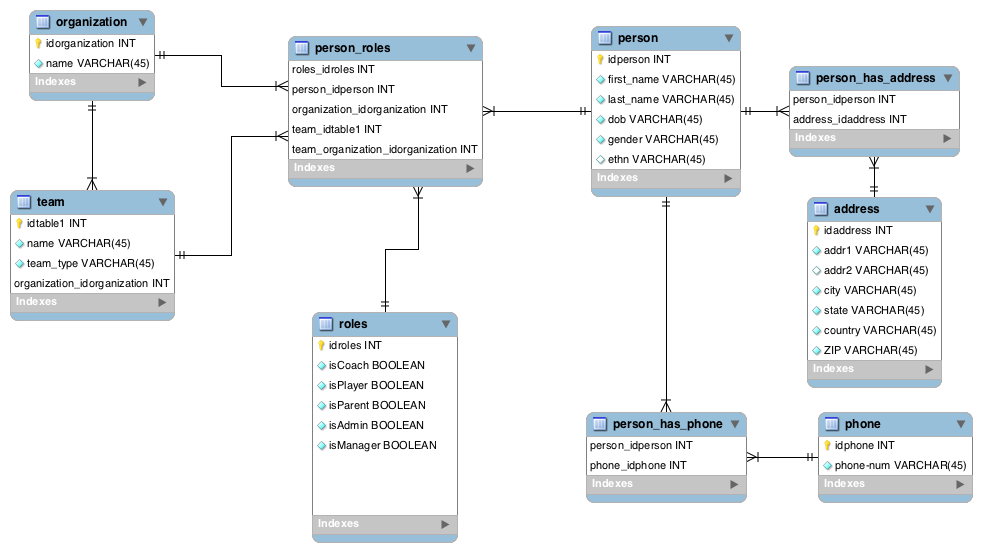 organization
idorganization INT
name VARCHAR(45)
Indexes
person_roles
roles_idroles INT
person_idperson INT
organization_idorganization INT
team_idtable1 INT
team_organization_idorganization INT
Indexes
person
idperson INT
first_name VARCHAR(45)
last_name VARCHAR(45)
dob VARCHAR(45)
gender VARCHAR(45)
ethn VARCHAR(45)
Indexes
person_has_address
person_idperson INT
address_idaddress INT
Indexes
team
idtable1 INT
name VARCHAR(45)
team_type VARCHAR(45)
organization_idorganization INT
Indexes
address
idaddress INT
addr1 VARCHAR(45)
addr2 VARCHAR(45)
city VARCHAR(45)
state VARCHAR(45)
country VARCHAR(45)
ZIP VARCHAR(45)
Indexes
roles
idroles INT
isCoach BOOLEAN
isPlayer BOOLEAN
isParent BOOLEAN
isAdmin BOOLEAN
isManager BOOLEAN
Indexes
person_has_phone
person_idperson INT
phone_idphone INT
Indexes
phone
idphone INT
phone-num VARCHAR(45)
Indexes